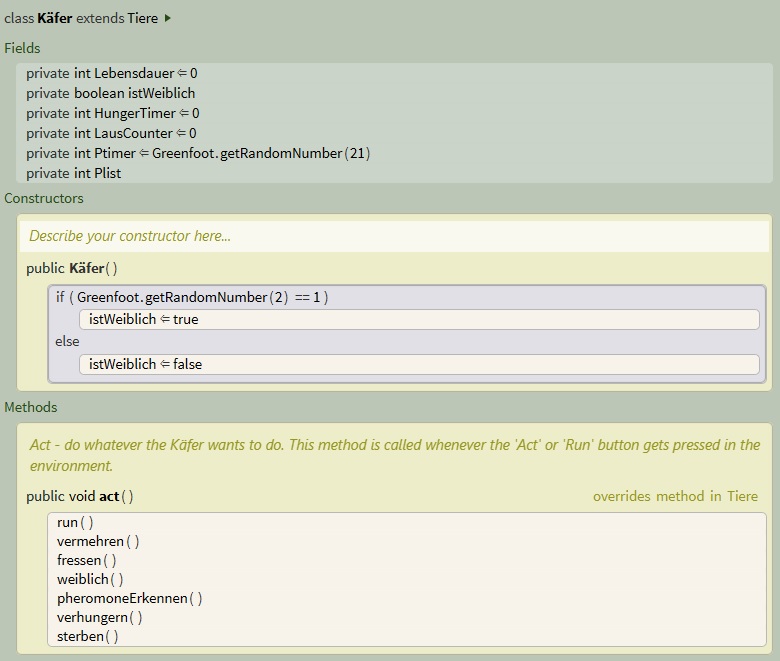 class Käfer extends Tiere
Fields
private int Lebensdauer ⇐ 0
private boolean istWeiblich
private int HungerTimer ⇐ 0
private int LausCounter ⇐ 0
private int Ptimer ⇐ Greenfoot.getRandomNumber(21)
private int Plist
Constructors
Describe your constructor here...
public Käfer()
if ( Greenfoot.getRandomNumber(2) == 1 )
istWeiblich ⇐ true
else
istWeiblich ⇐ false
Methods
Act - do whatever the Käfer wants to do. This method is called whenever the 'Act' or 'Run' button gets pressed in the
environment.
public void act() overrides method in Tiere
run( )
vermehren( )
fressen( )
weiblich( )
pheromoneErkennen( )
verhungern( )
sterben( )